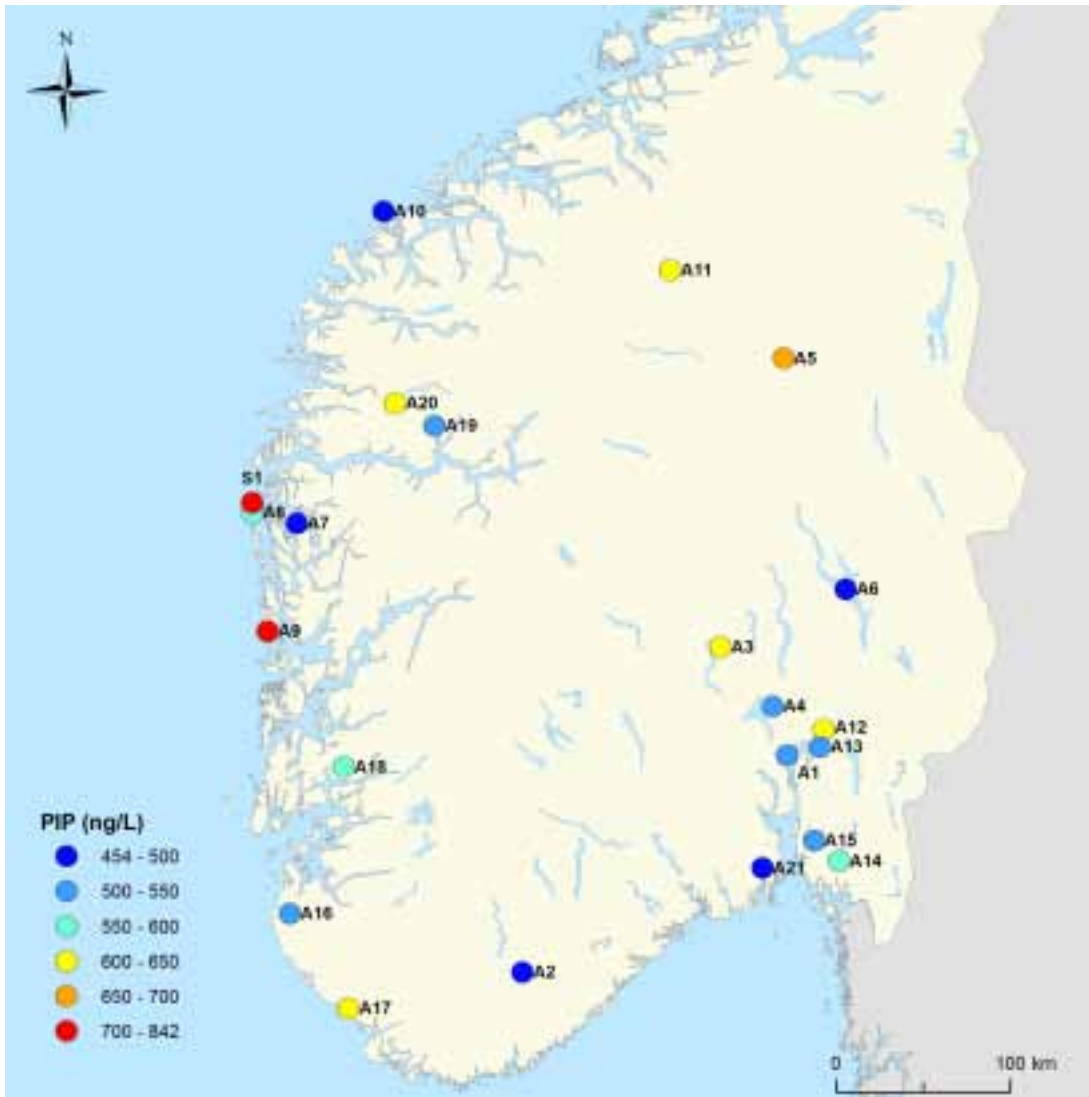 N
A10
A11
A5
A20
A19
S1
A8
A7
A6
A9
A3
A4
A12
A13
A1
A18
PIP (ng/L)
454 - 500
500 - 550
550 - 600
600 - 650
650 - 700
700 - 842
A15
A14
A21
A16
A2
A17
0 100 km